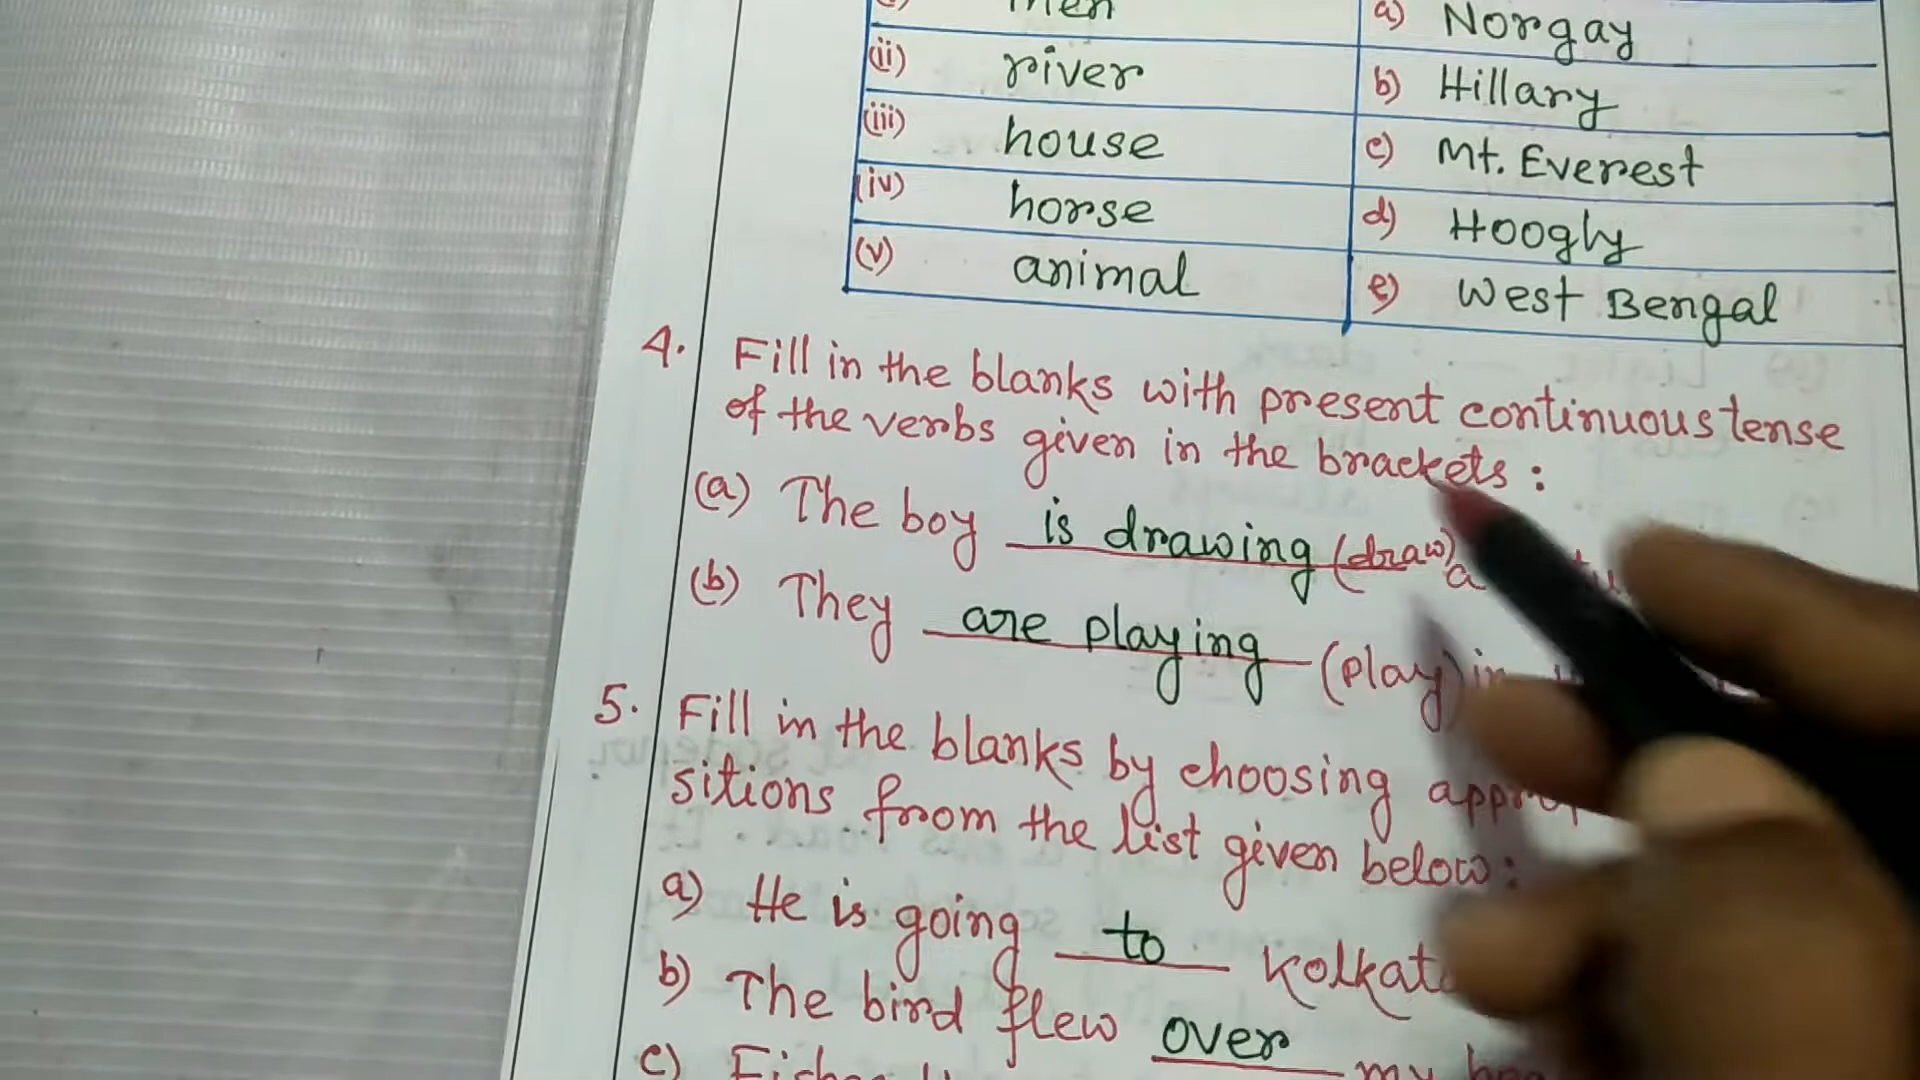 men a) Norgay
(ii) river b) Hillary
(iii) house c) Mt. Everest
(iv) horse d) Hoogly
(v) animal e) West Bengal
4. Fill in the blanks with present continuous tense
of the verbs given in the brackets:
(a) The boy is drawing (draw) a
(b) They are playing (play) in
5. Fill in the blanks by choosing
sitions from the list given below:
a) He is going to
b) The bird flew over my
c)